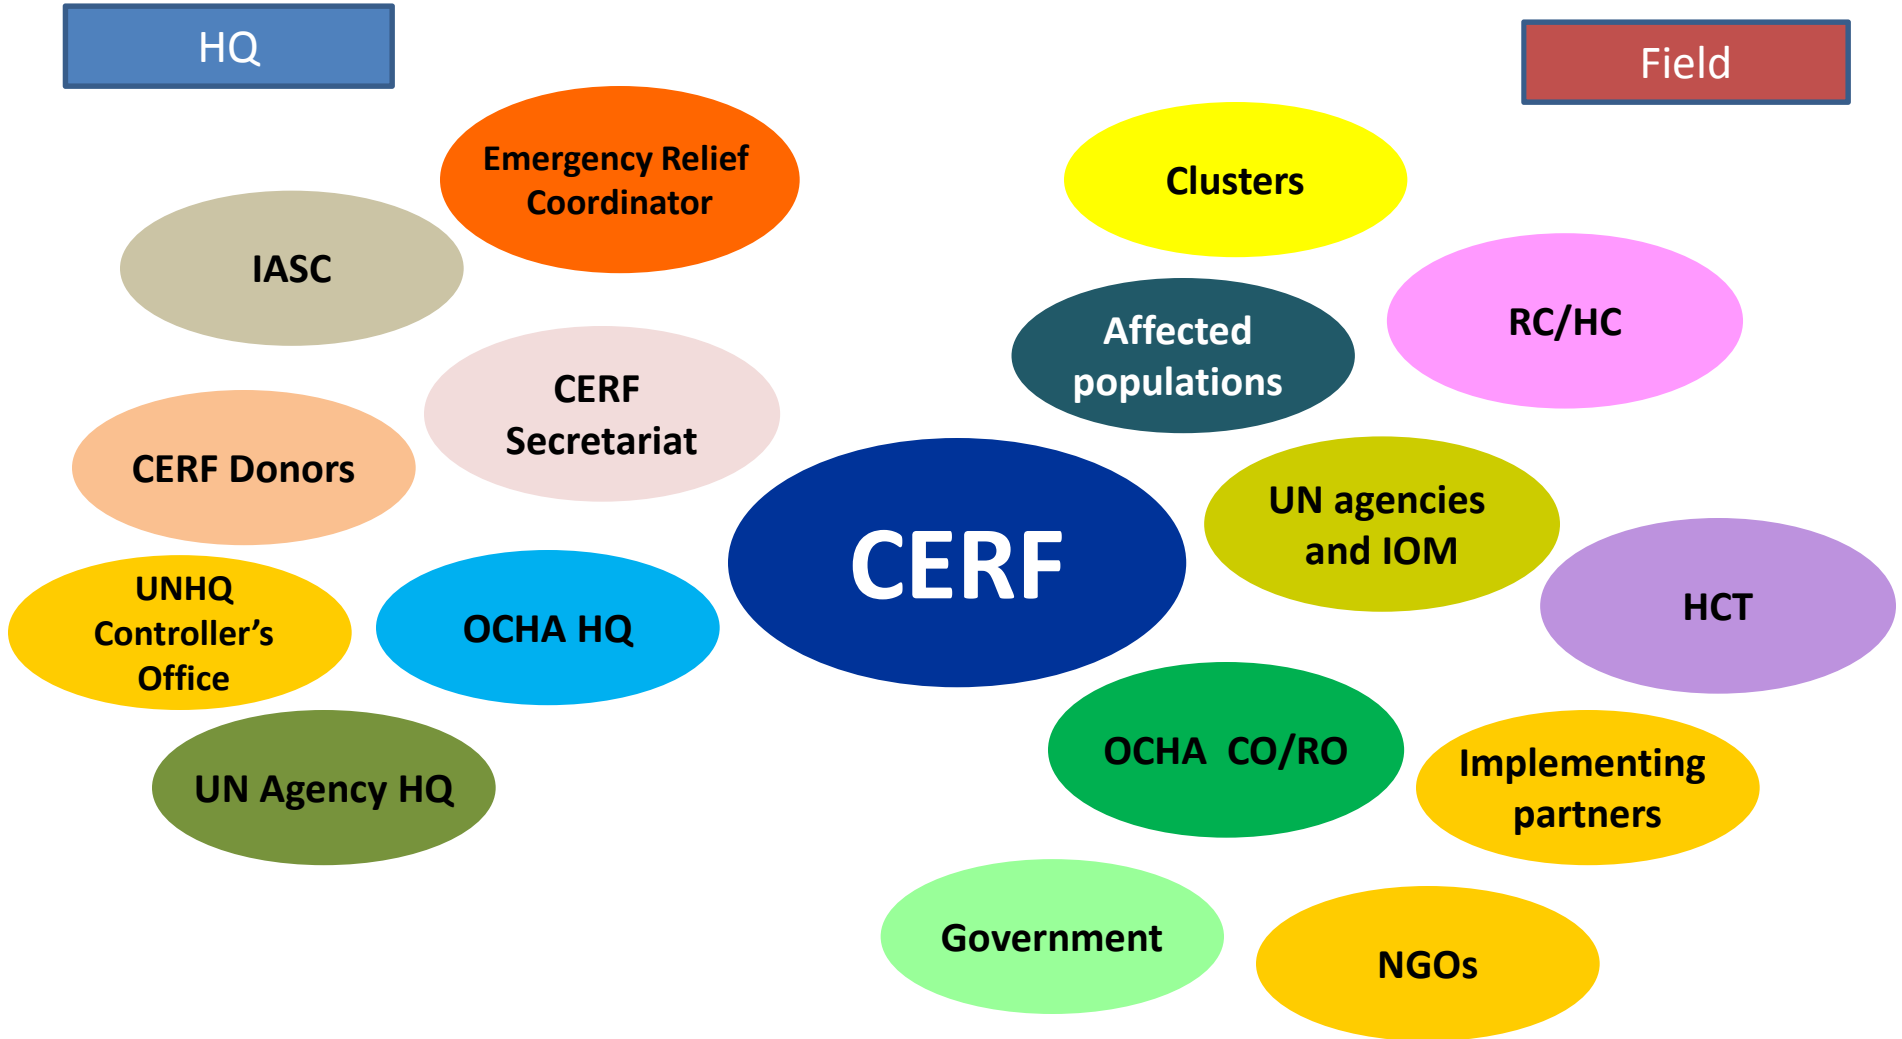 HQ
Field
Emergency Relief
Coordinator
IASC
CERF
Secretariat
CERF Donors
UNHQ
Controller’s
Office
OCHA HQ
UN Agency HQ
CERF
Clusters
Affected
populations
RC/HC
UN agencies
and IOM
HCT
OCHA  CO/RO
Implementing
partners
Government
NGOs